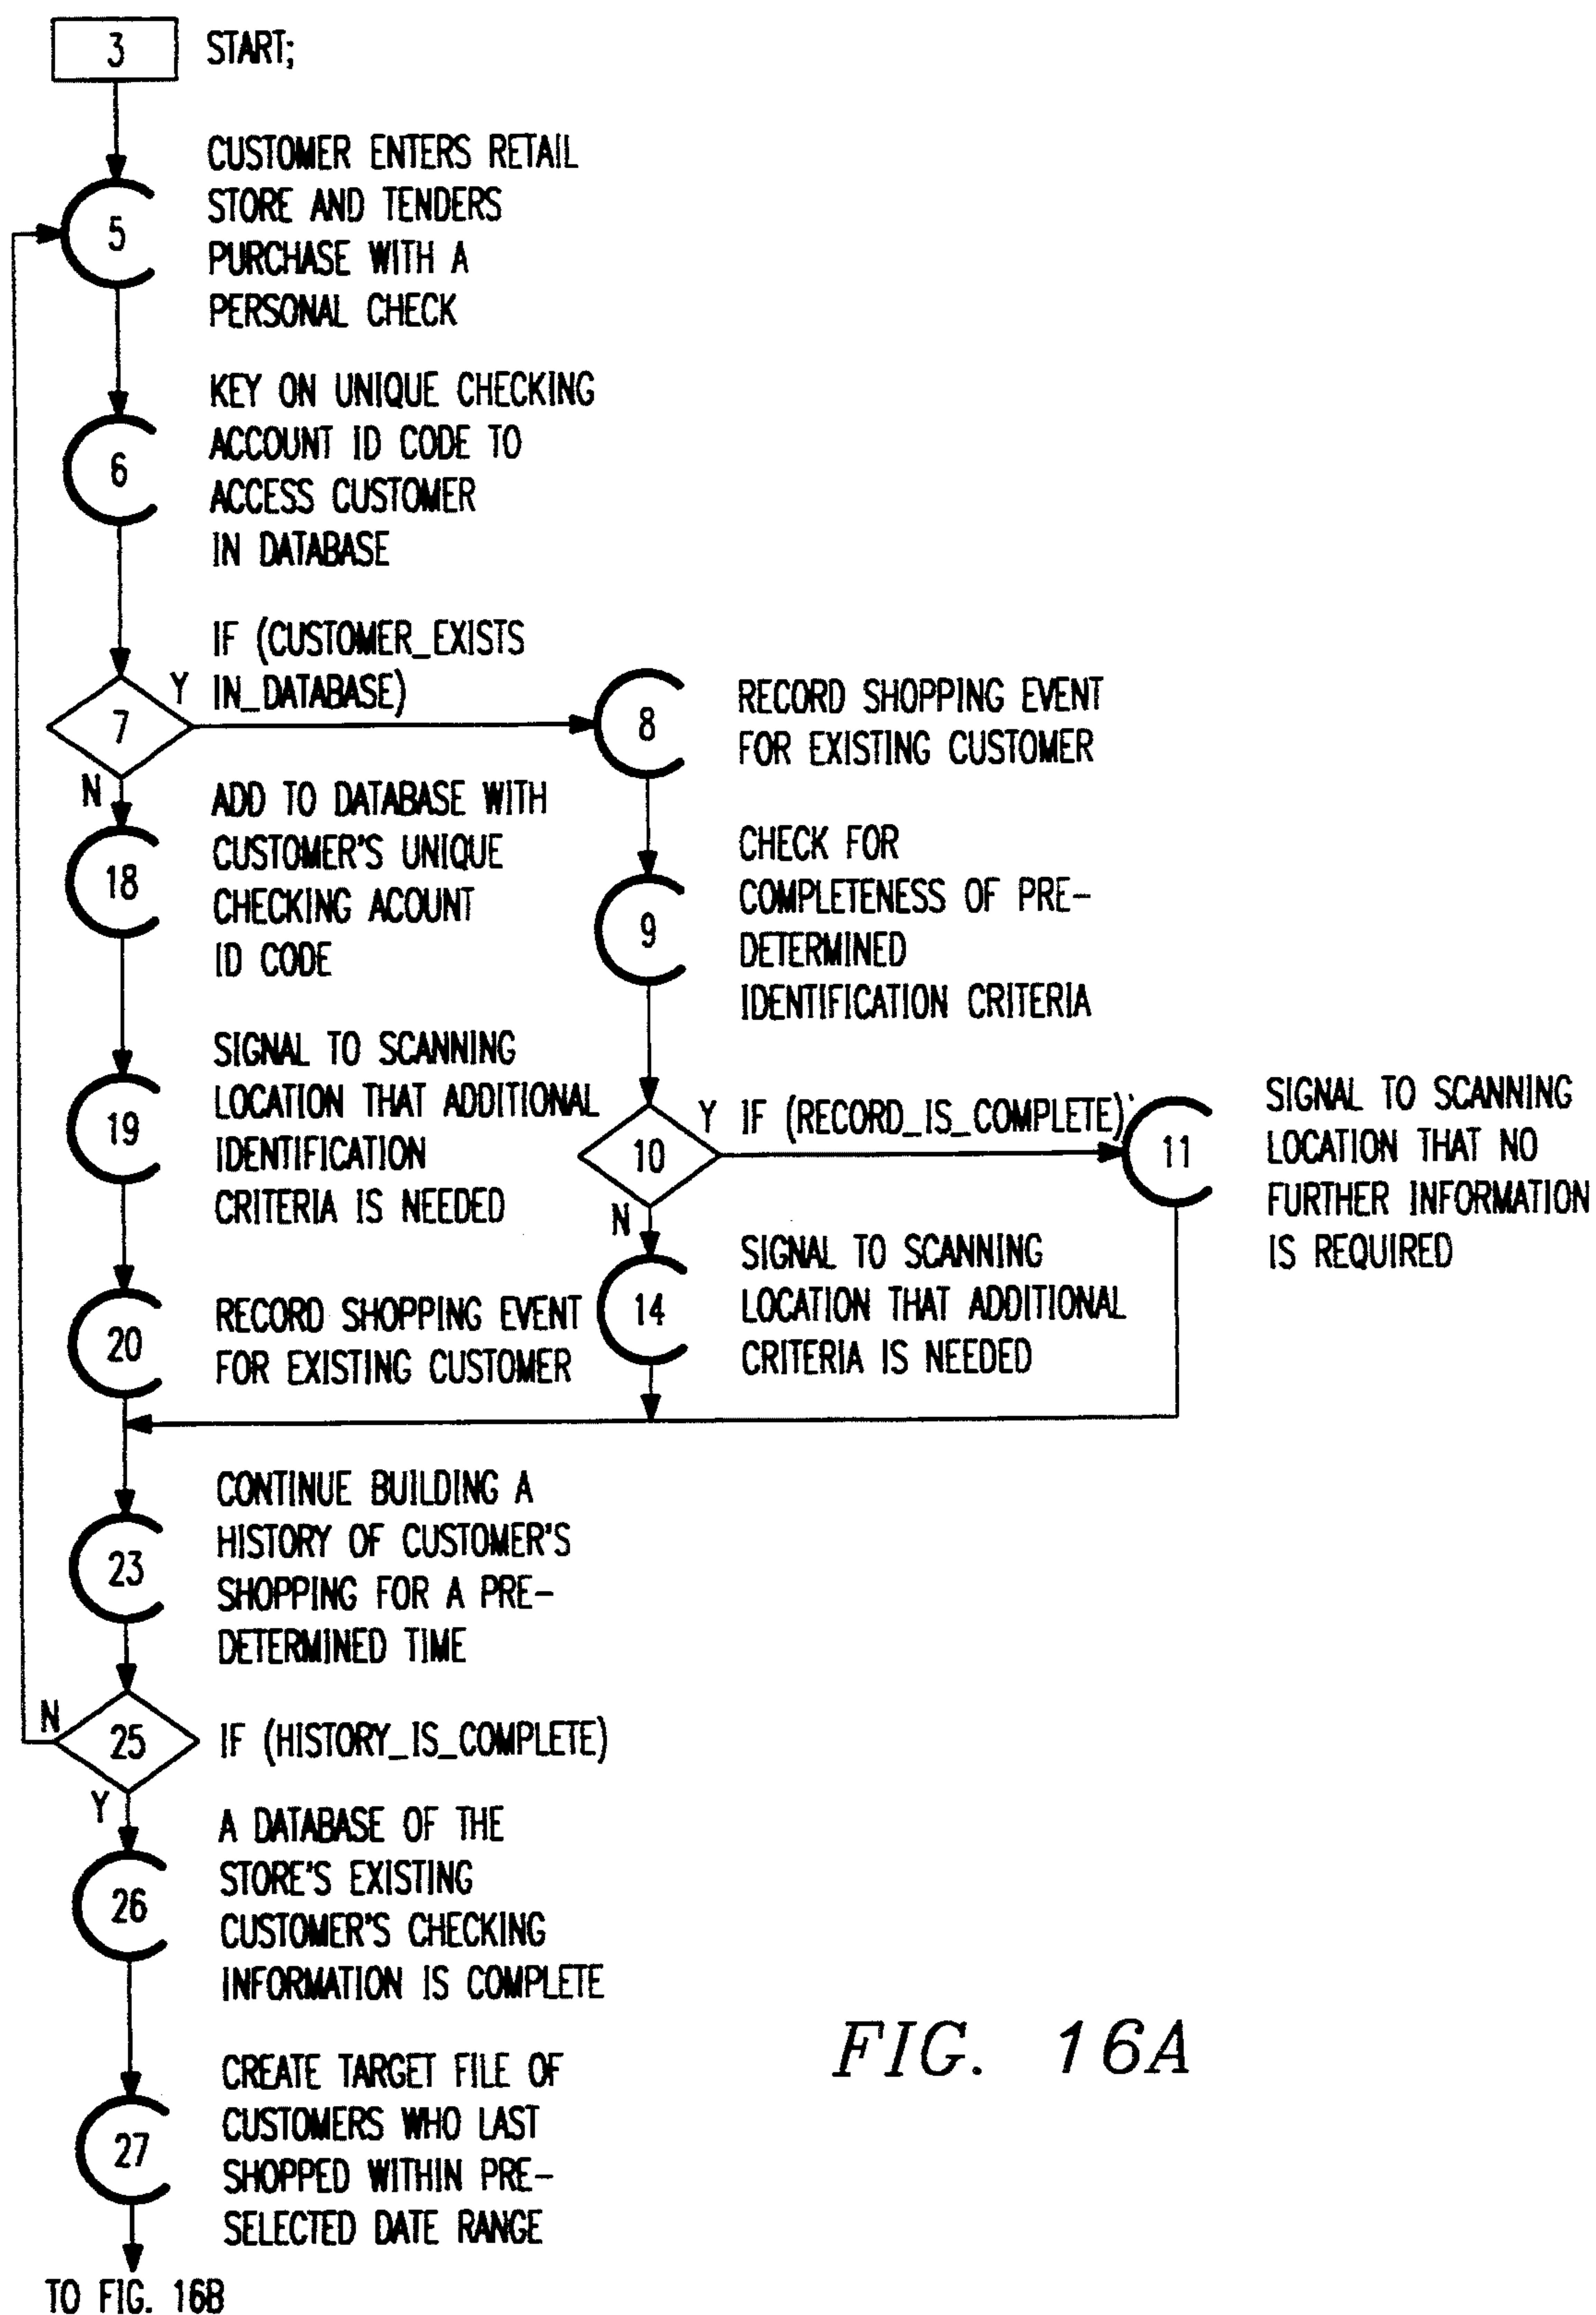 3 START;
CUSTOMER ENTERS RETAIL
STORE AND TENDERS
5
PURCHASE WITH A
PERSONAL CHECK
KEY ON UNIQUE CHECKING
ACCOUNT ID CODE TO
6
ACCESS CUSTOMER
IN DATABASE
IF (CUSTOMER_EXISTS
Y IN_DATABASE)
7
N
8
RECORD SHOPPING EVENT
FOR EXISTING CUSTOMER
ADD TO DATABASE WITH
CUSTOMER'S UNIQUE
18
CHECKING ACOUNT
ID CODE
CHECK FOR
COMPLETENESS OF PRE-
9
DETERMINED
IDENTIFICATION CRITERIA
SIGNAL TO SCANNING
LOCATION THAT ADDITIONAL
19
IDENTIFICATION
CRITERIA IS NEEDED
Y IF (RECORD_IS_COMPLETE)
10
N
11
SIGNAL TO SCANNING
LOCATION THAT NO
FURTHER INFORMATION
IS REQUIRED
SIGNAL TO SCANNING
14
LOCATION THAT ADDITIONAL
CRITERIA IS NEEDED
RECORD SHOPPING EVENT
20
FOR EXISTING CUSTOMER
CONTINUE BUILDING A
HISTORY OF CUSTOMER'S
23
SHOPPING FOR A PRE-
DETERMINED TIME
N
25 IF (HISTORY_IS_COMPLETE)
Y
A DATABASE OF THE
STORE'S EXISTING
26
CUSTOMER'S CHECKING
INFORMATION IS COMPLETE
CREATE TARGET FILE OF
CUSTOMERS WHO LAST
27
SHOPPED WITHIN PRE-
SELECTED DATE RANGE
TO FIG. 16B
FIG. 16A